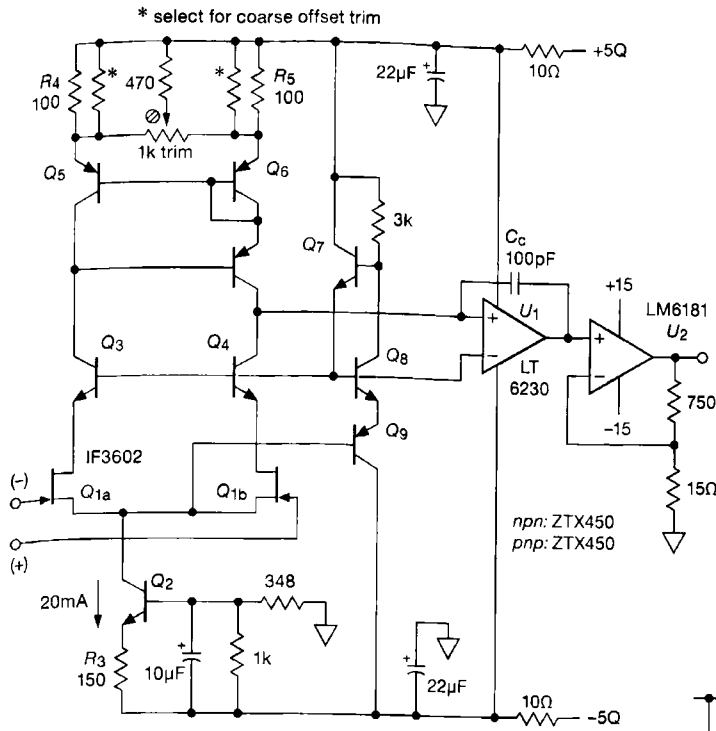 * select for coarse offset trim
R4
100
*
470
*
R5
100
1k trim
22µF
+
10Ω
+5Q
Q5
Q6
3k
Q7
Cc
100pF
+15
LM6181
U2
U1
+
−
LT
6230
+
−
−15
750
15Ω
Q3
Q4
Q8
Q9
IF3602
(-)
Q1a
Q1b
(+)
npn: ZTX450
pnp: ZTX450
Q2
20mA
348
R3
150
+
10µF
1k
+
22µF
10Ω
−5Q